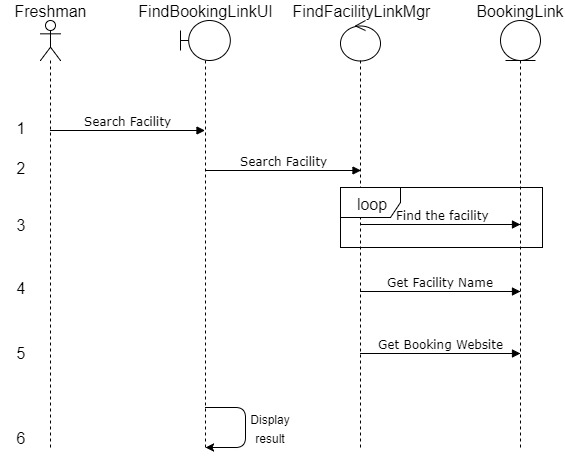 Freshman FindBookingLinkUI FindFacilityLinkMgr BookingLink
1 Search Facility
2 Search Facility
loop
3 Find the facility
4 Get Facility Name
5 Get Booking Website
Display
6 result